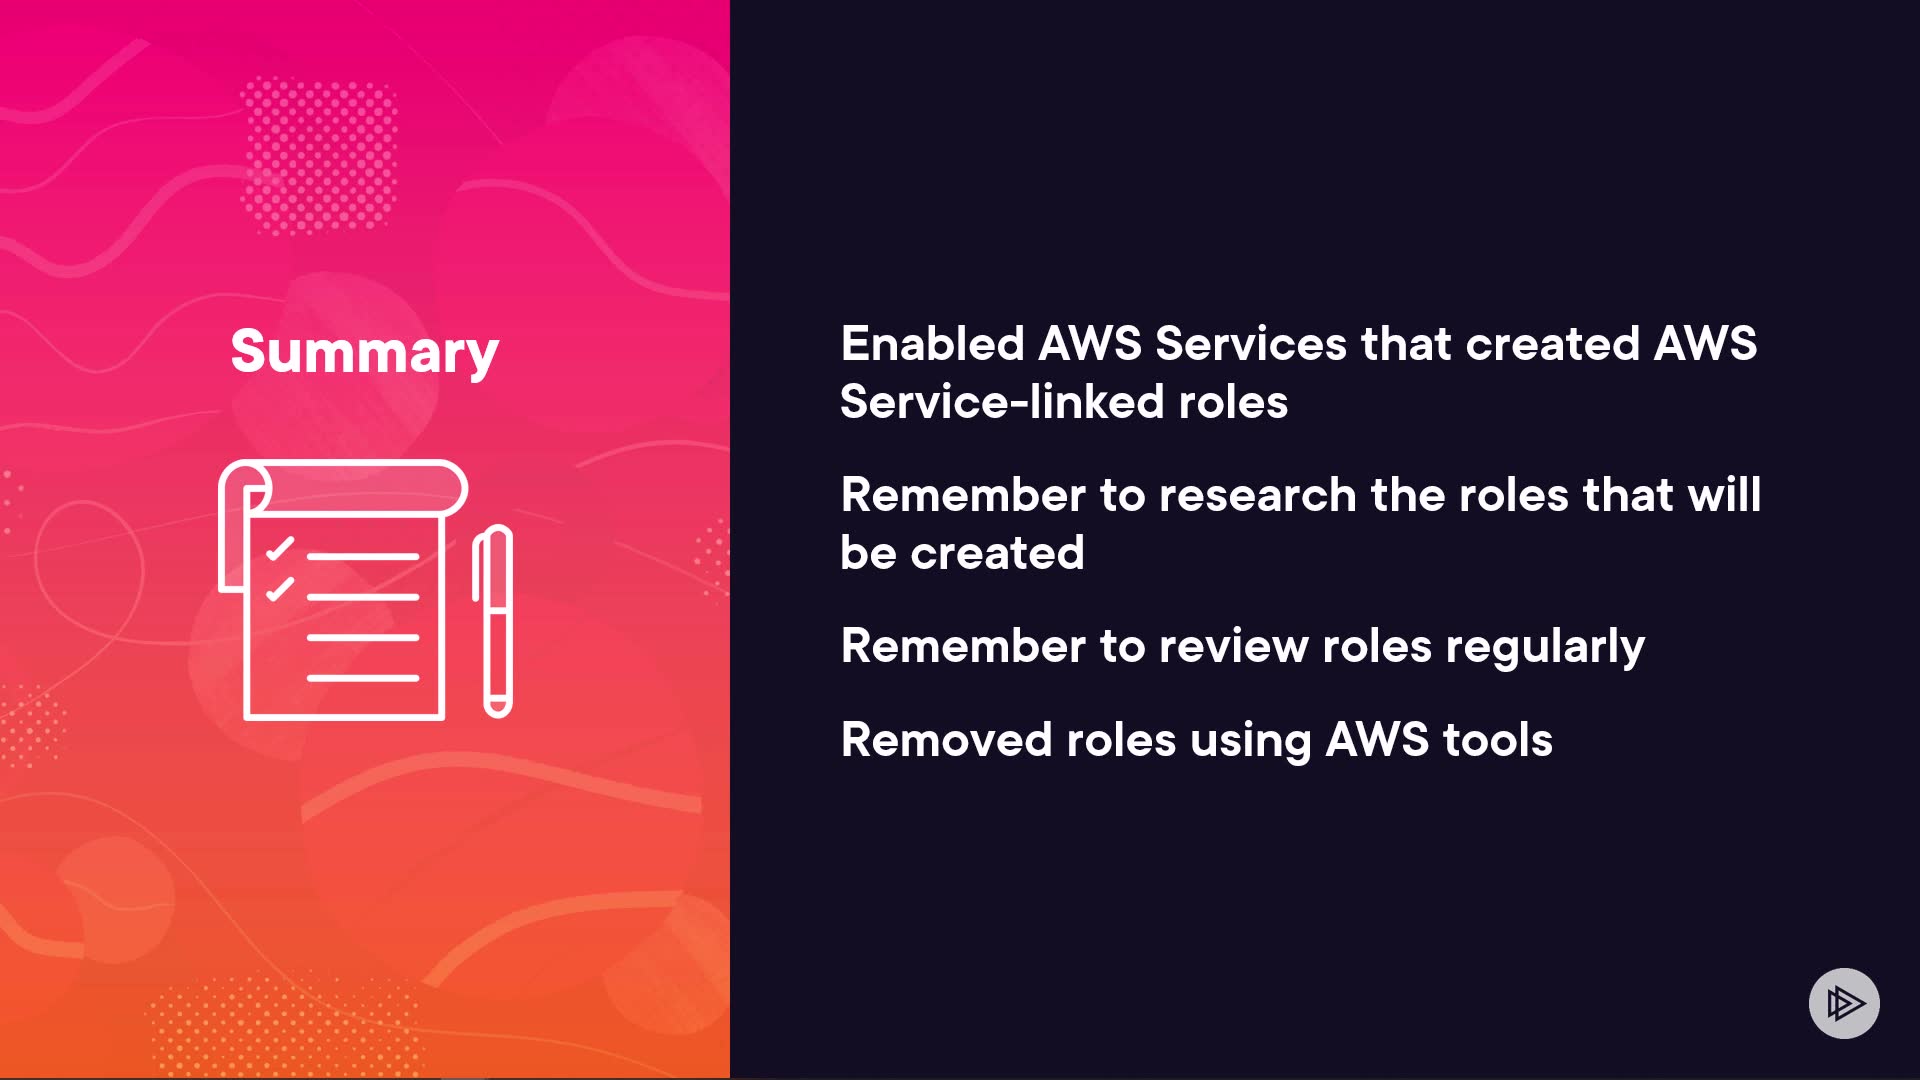 Summary
Enabled AWS Services that created AWS
Service-linked roles
Remember to research the roles that will
be created
Remember to review roles regularly
Removed roles using AWS tools